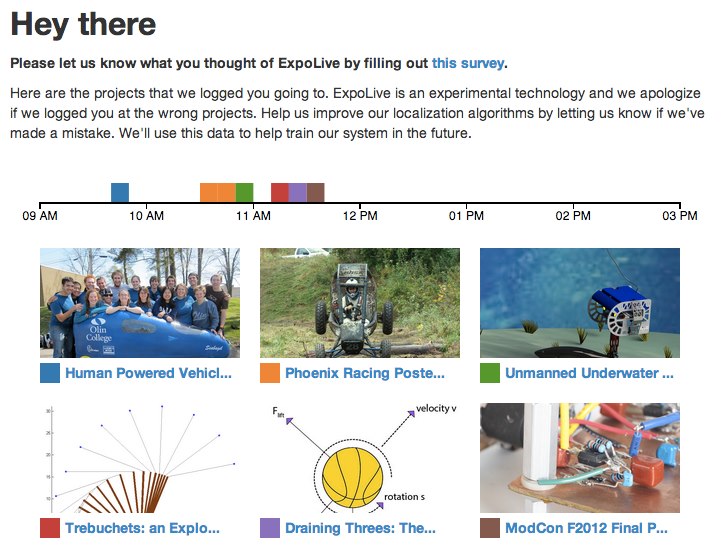 Hey there
Please let us know what you thought of ExpoLive by filling out this survey.
Here are the projects that we logged you going to. ExpoLive is an experimental technology and we apologize
if we logged you at the wrong projects. Help us improve our localization algorithms by letting us know if we've
made a mistake. We'll use this data to help train our system in the future.
09 AM 10 AM 11 AM 12 PM 01 PM 02 PM 03 PM
Olin
College
Human Powered Vehicl...
Phoenix Racing Poste...
Unmanned Underwater ...
30
25
20
15
10
F lift
velocity v
rotation s
Trebuchets: an Explo...
Draining Threes: The...
ModCon F2012 Final P...